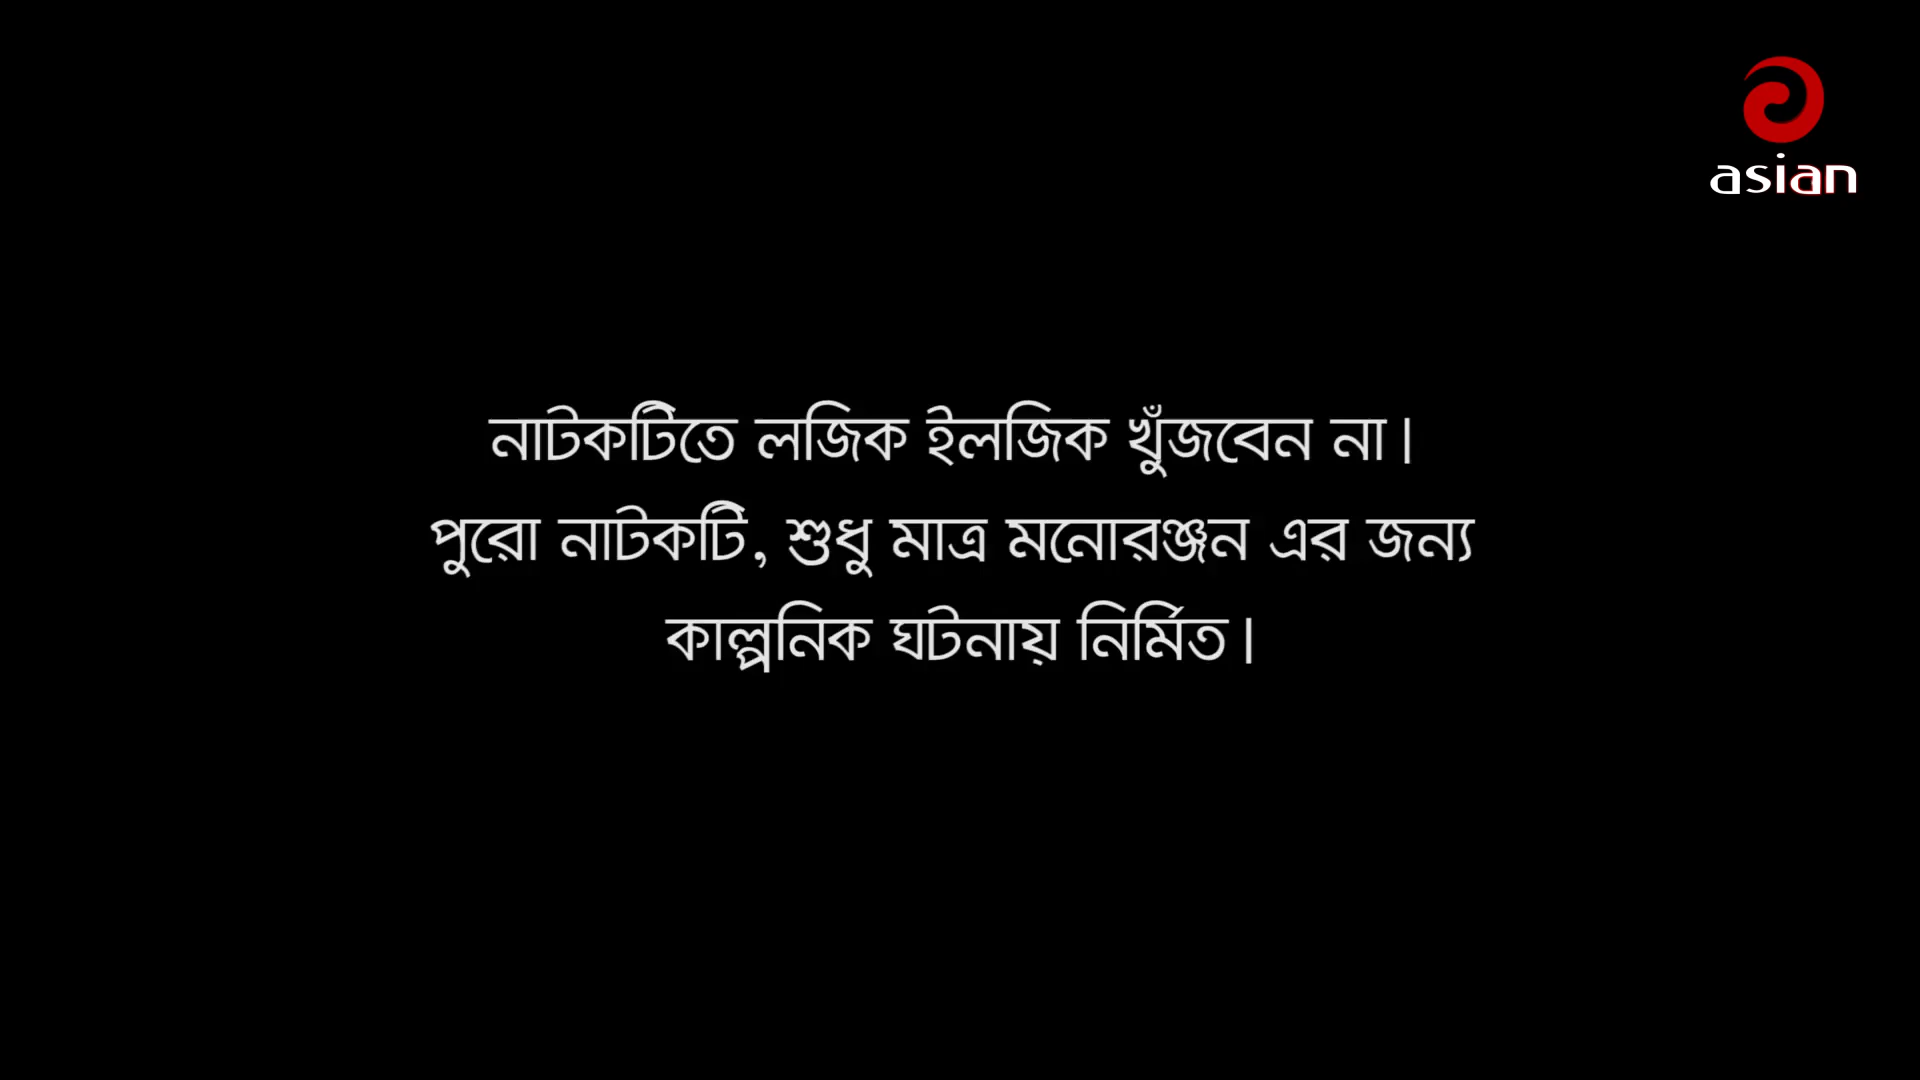 asian
নাটকটিতে লজিক ইলজিক খুঁজবেন না।
পুরো নাটকটি, শুধু মাত্র মনোরঞ্জন এর জন্য
কাল্পনিক ঘটনায় নির্মিত।